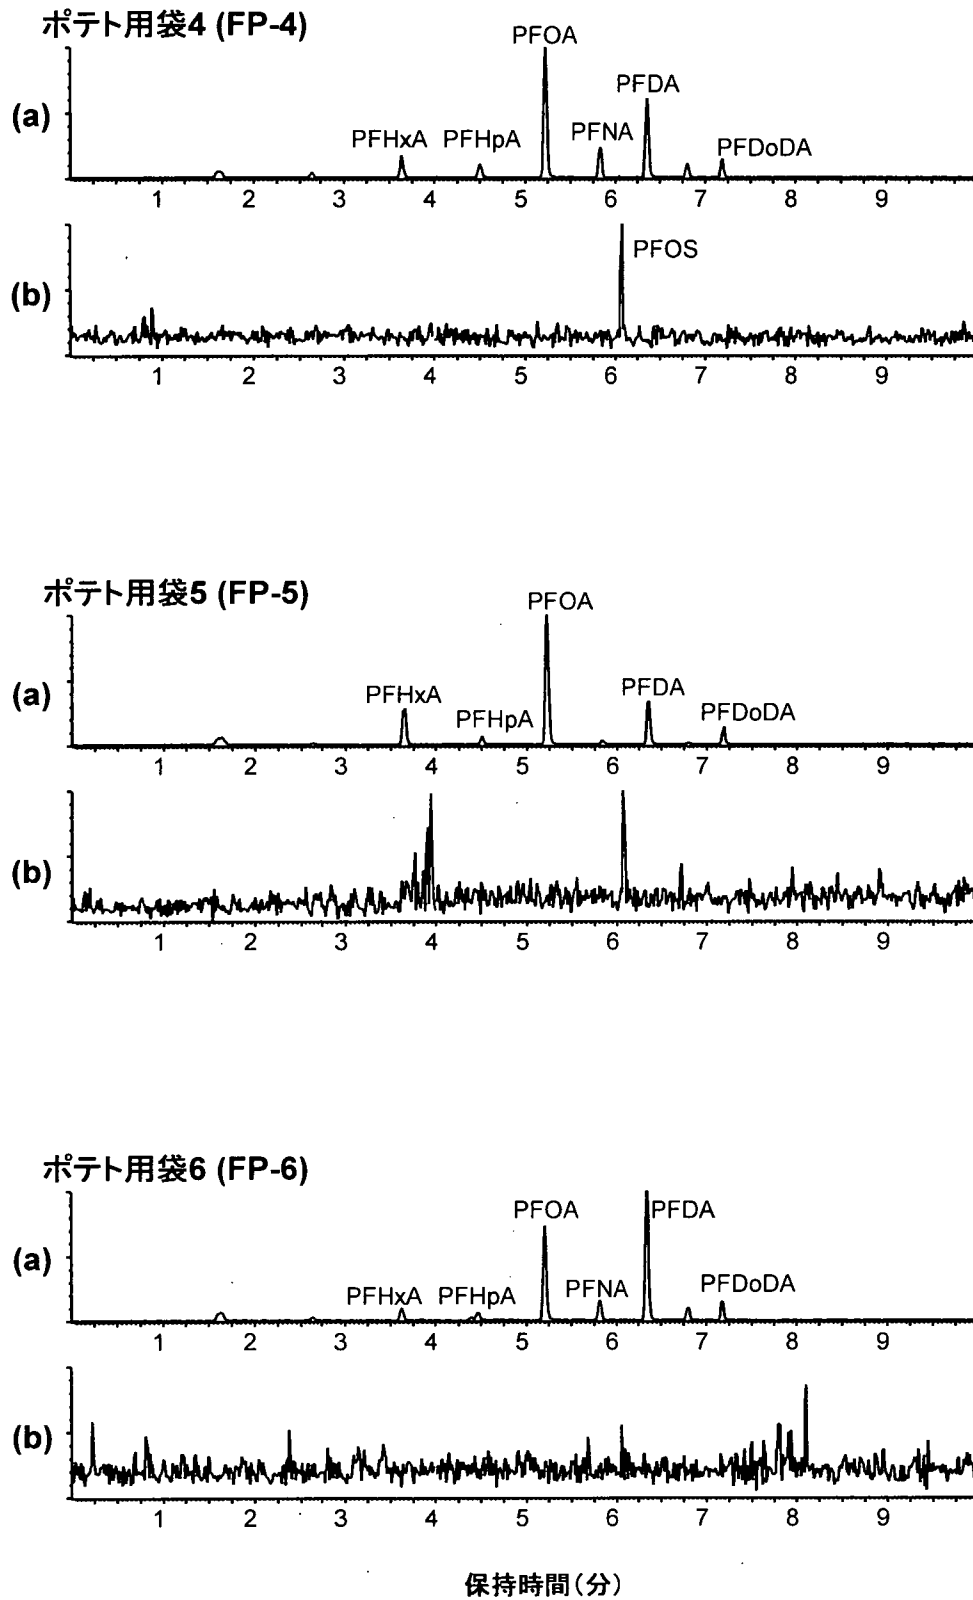 ポテト用袋4 (FP-4)
PFOA
PFDA
(a)
PFHxA PFHpA PFNA PFDoDA
1 2 3 4 5 6 7 8 9
PFOS
(b)
1 2 3 4 5 6 7 8 9
ポテト用袋5 (FP-5)
PFOA
(a)
PFHxA PFDA
PFHpA PFDoDA
1 2 3 4 5 6 7 8 9
(b)
1 2 3 4 5 6 7 8 9
ポテト用袋6 (FP-6)
PFOA PFDA
(a)
PFHxA PFHpA PFNA PFDoDA
1 2 3 4 5 6 7 8 9
(b)
1 2 3 4 5 6 7 8 9
保持時間(分)